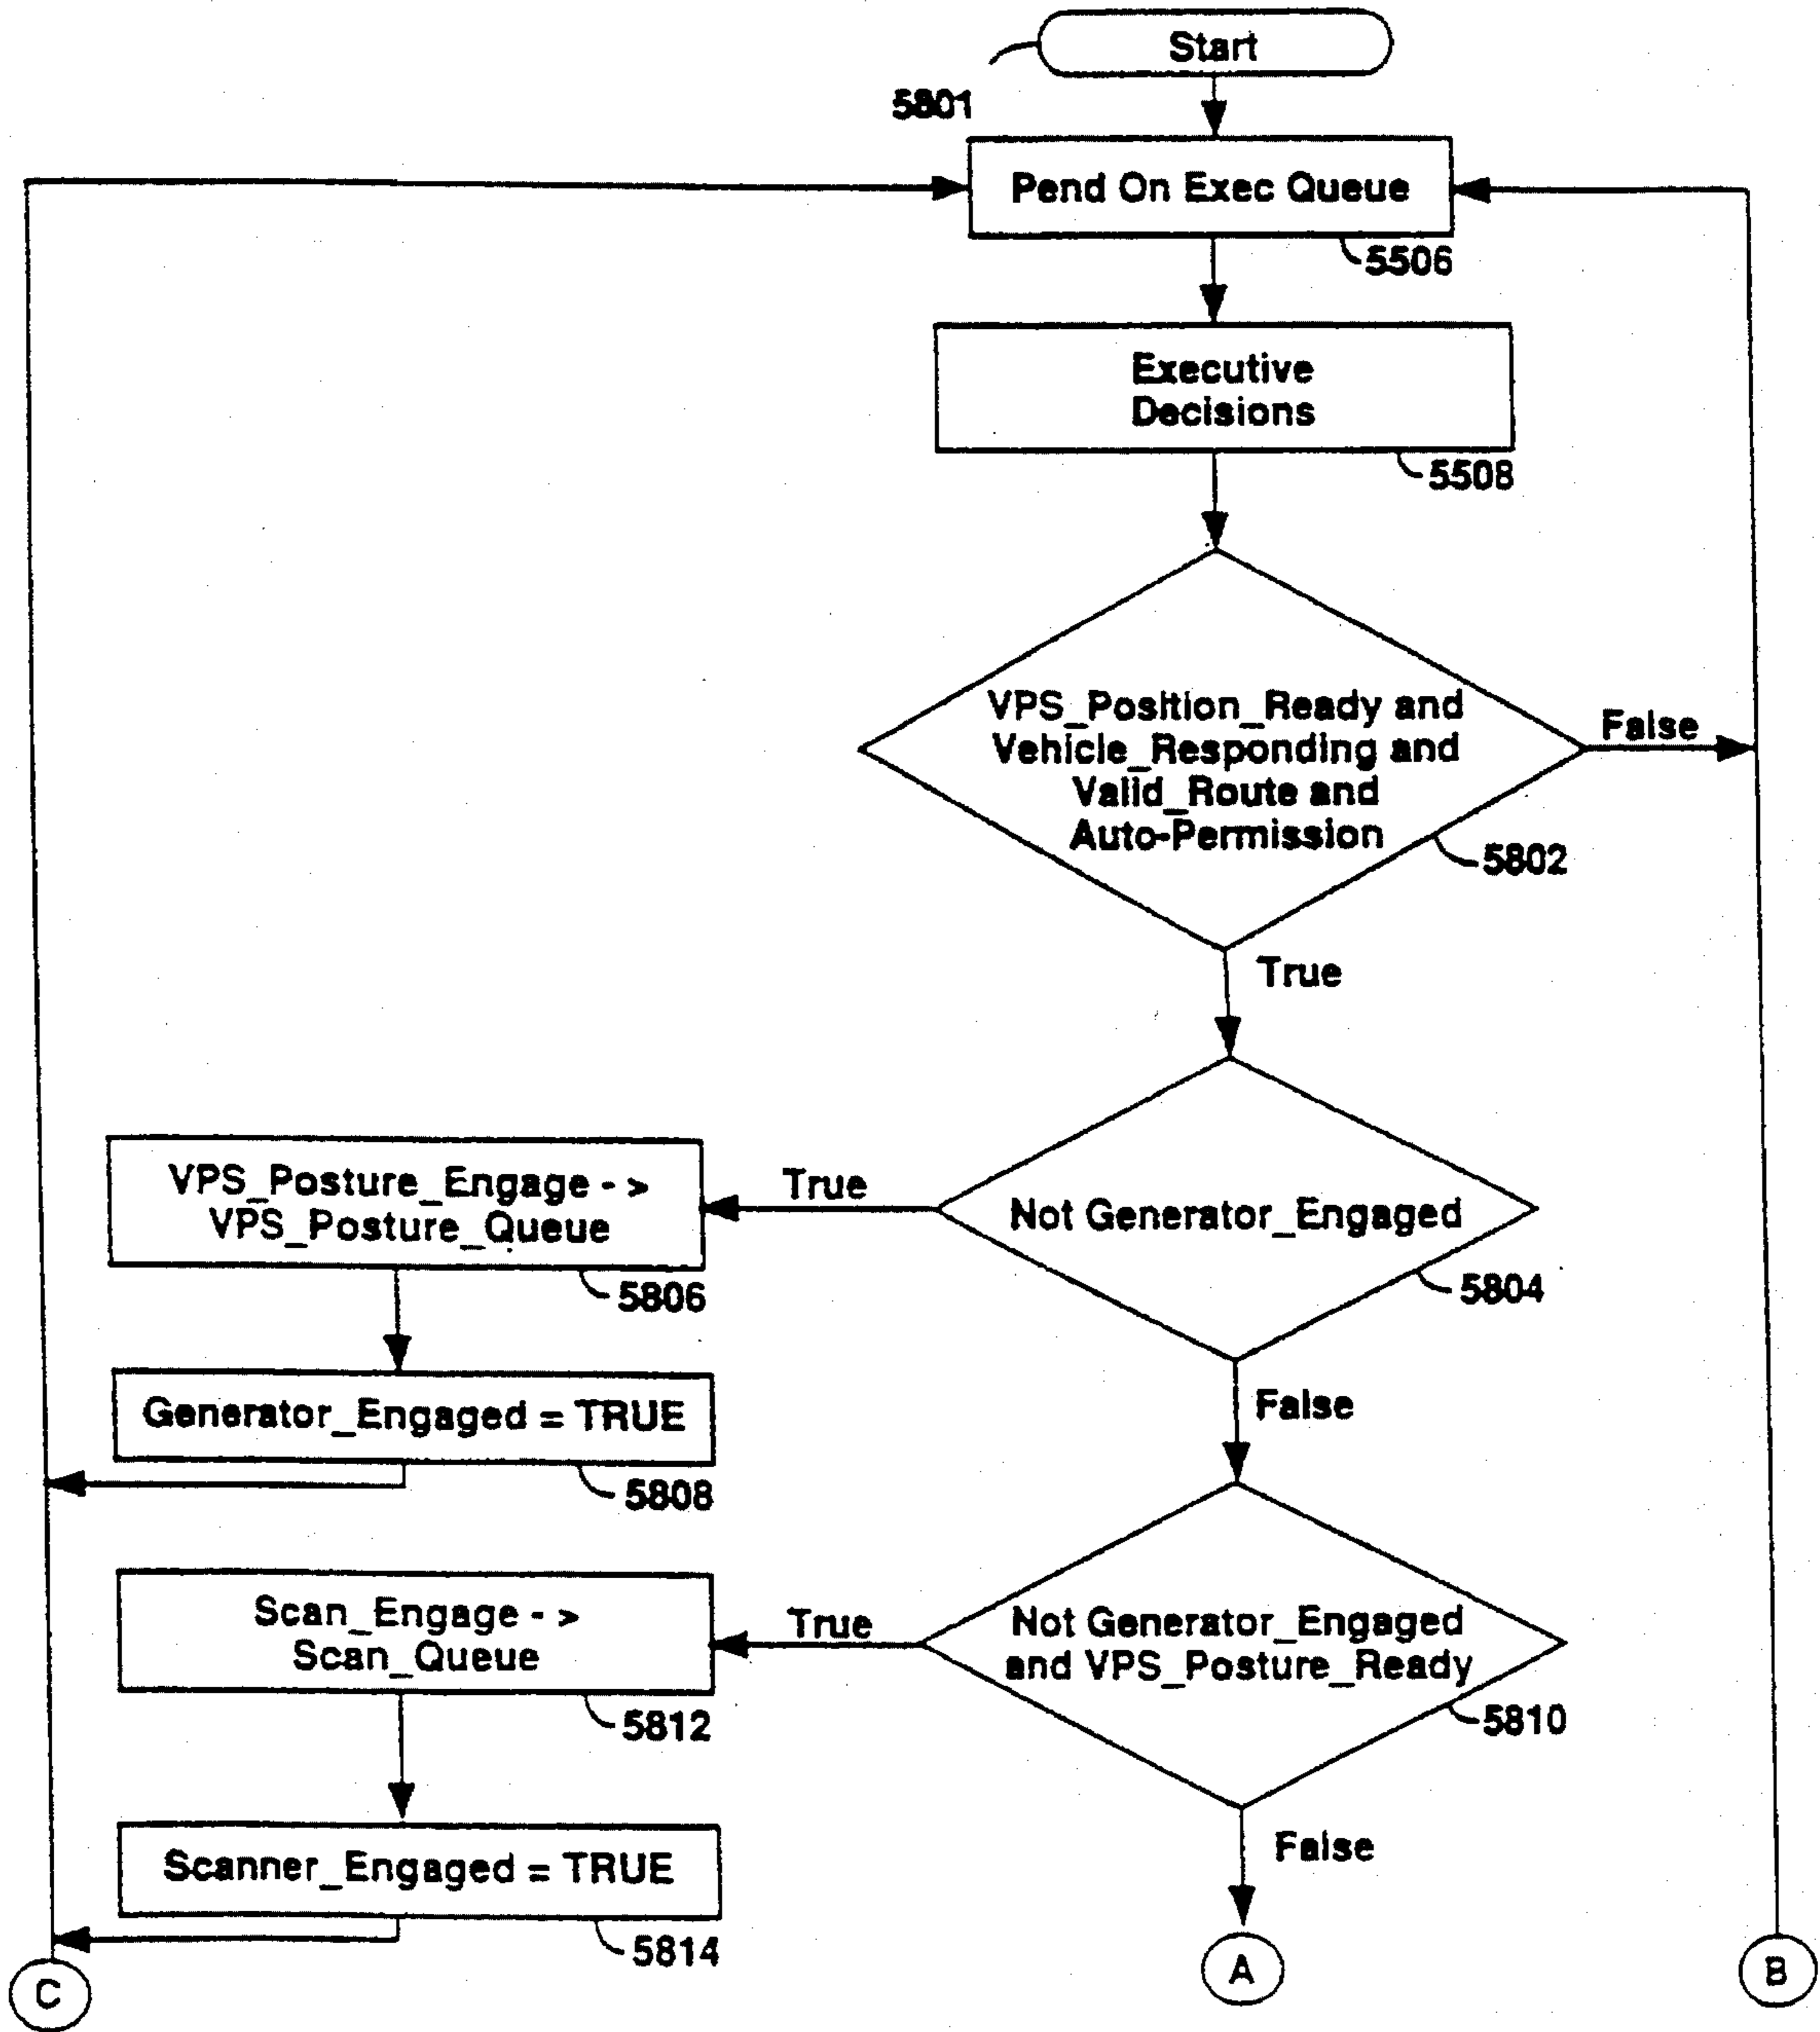 Start
5801
Pend On Exec Queue
5506
Executive
Decisions
5508
VPS_Position_Ready and
Vehicle_Responding and
Valid_Route and
Auto-Permission
False
5802
True
Not Generator_Engaged
True
5804
VPS_Posture_Engage - >
VPS_Posture_Queue
5806
Generator_Engaged = TRUE
5808
False
Not Generator_Engaged
and VPS_Posture_Ready
True
5810
Scan_Engage - >
Scan_Queue
5812
Scanner_Engaged = TRUE
5814
False
C
A
B